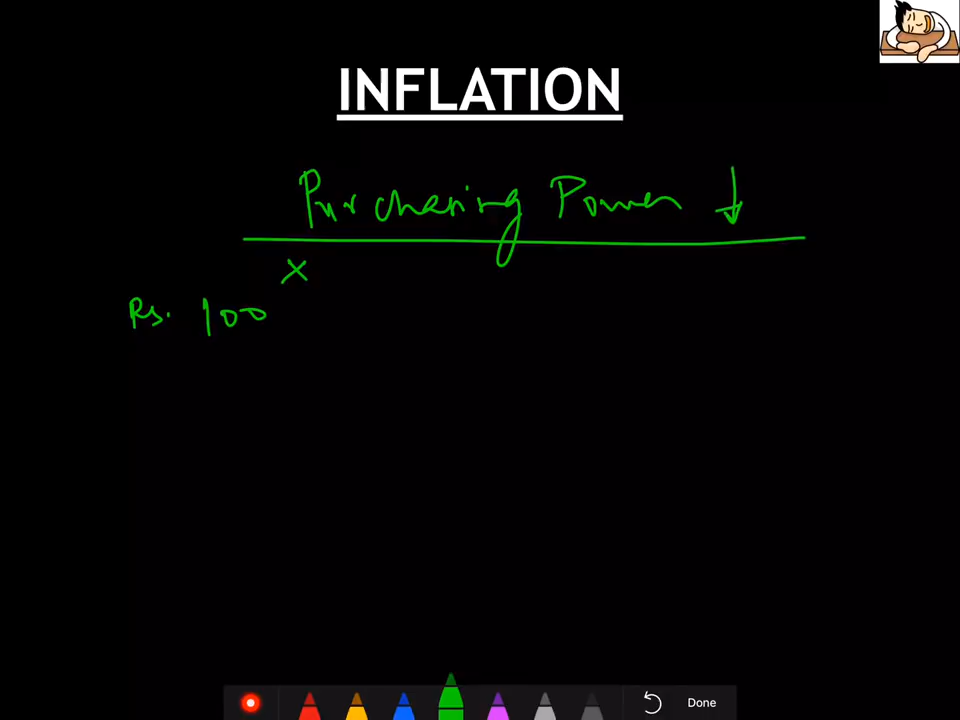 INFLATION
Purchasing Power ↓
x
Rs. 100
Done